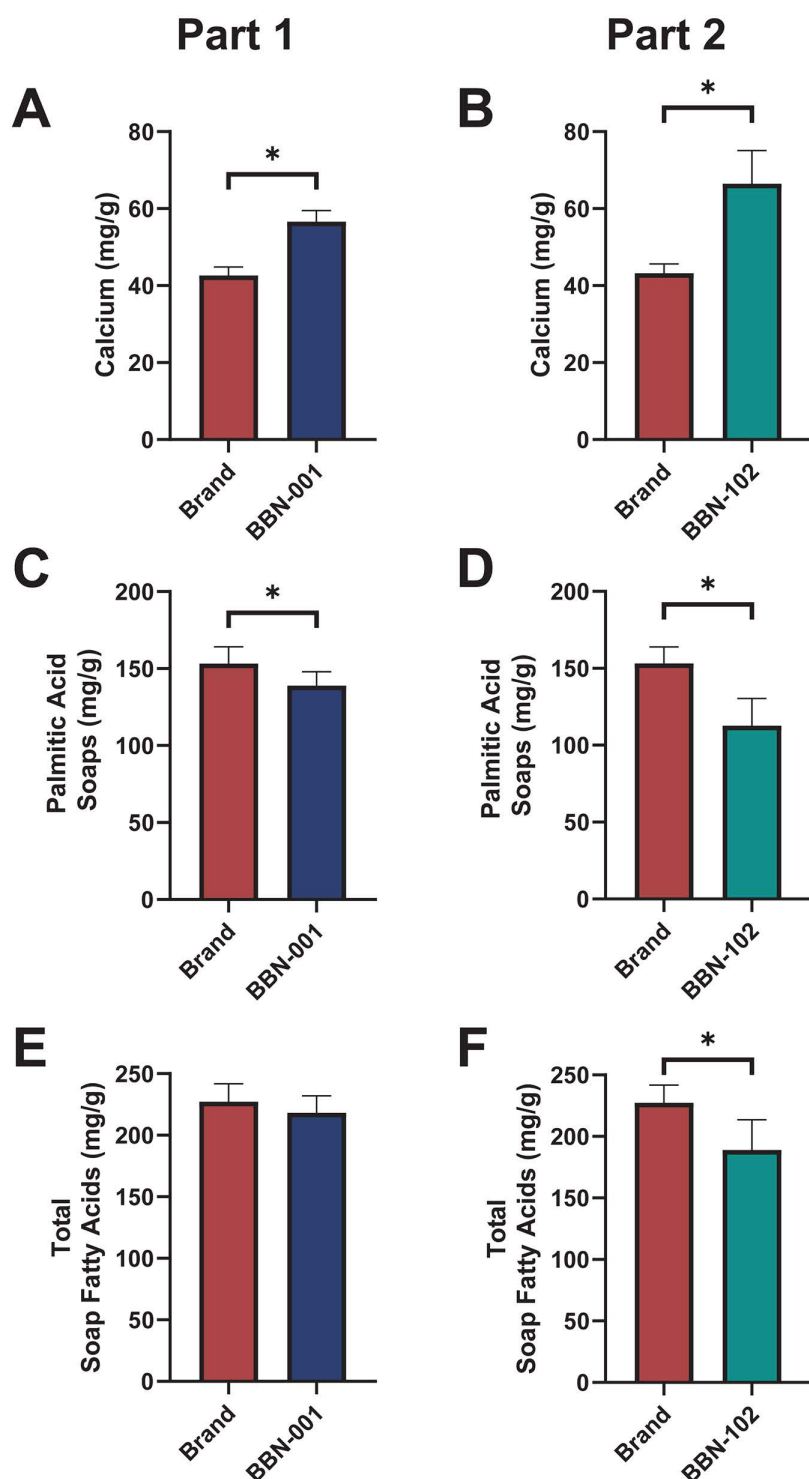 Part 1
Part 2
A
80
60
40
20
0
Calcium (mg/g)
*
Brand
BBN-001
B
80
60
40
20
0
Calcium (mg/g)
*
Brand
BBN-102
C
200
150
100
50
0
Palmitic Acid
Soaps (mg/g)
*
Brand
BBN-001
D
200
150
100
50
0
Palmitic Acid
Soaps (mg/g)
*
Brand
BBN-102
E
250
200
150
100
50
0
Total
Soap Fatty Acids (mg/g)
Brand
BBN-001
F
250
200
150
100
50
0
Total
Soap Fatty Acids (mg/g)
*
Brand
BBN-102